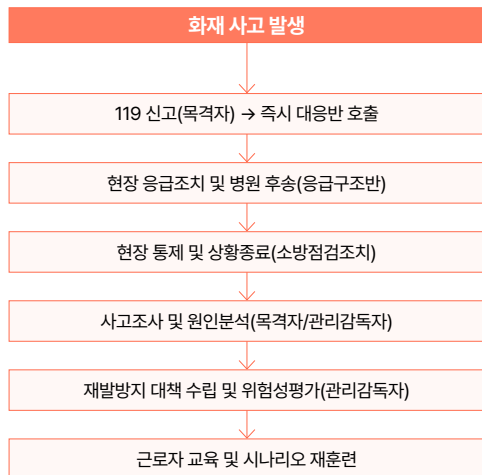 화재 사고 발생
119 신고(목격자) → 즉시 대응반 호출
현장 응급조치 및 병원 후송(응급구조반)
현장 통제 및 상황종료(소방점검조치)
사고조사 및 원인분석(목격자/관리감독자)
재발방지 대책 수립 및 위험성평가(관리감독자)
근로자 교육 및 시나리오 재훈련